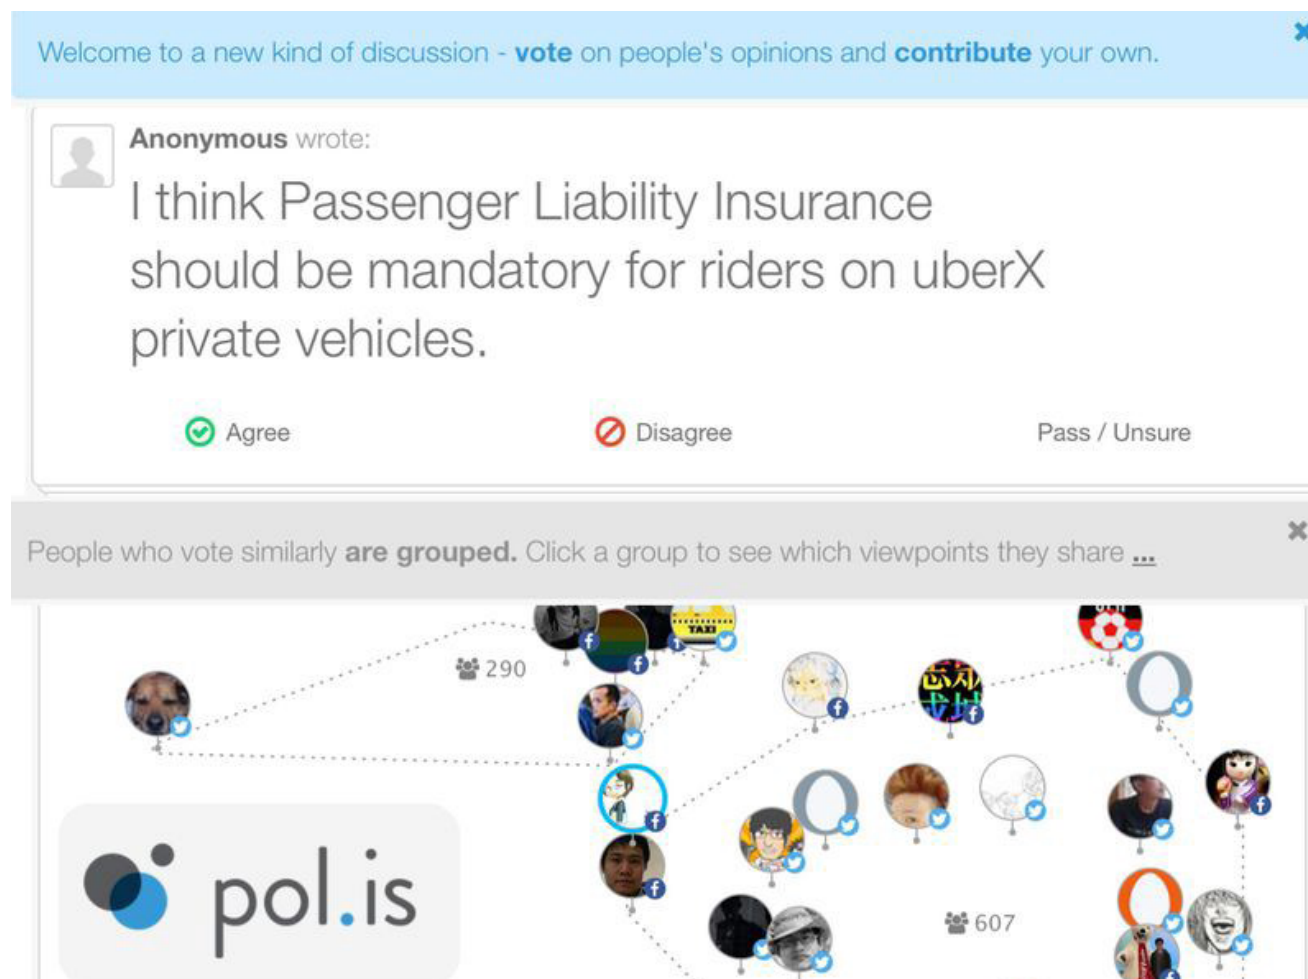 Welcome to a new kind of discussion - vote on people's opinions and contribute your own.
Anonymous wrote:
I think Passenger Liability Insurance
should be mandatory for riders on uberX
private vehicles.
Agree
Disagree
Pass / Unsure
People who vote similarly are grouped. Click a group to see which viewpoints they share ...
TAXI
290
607
pol.is